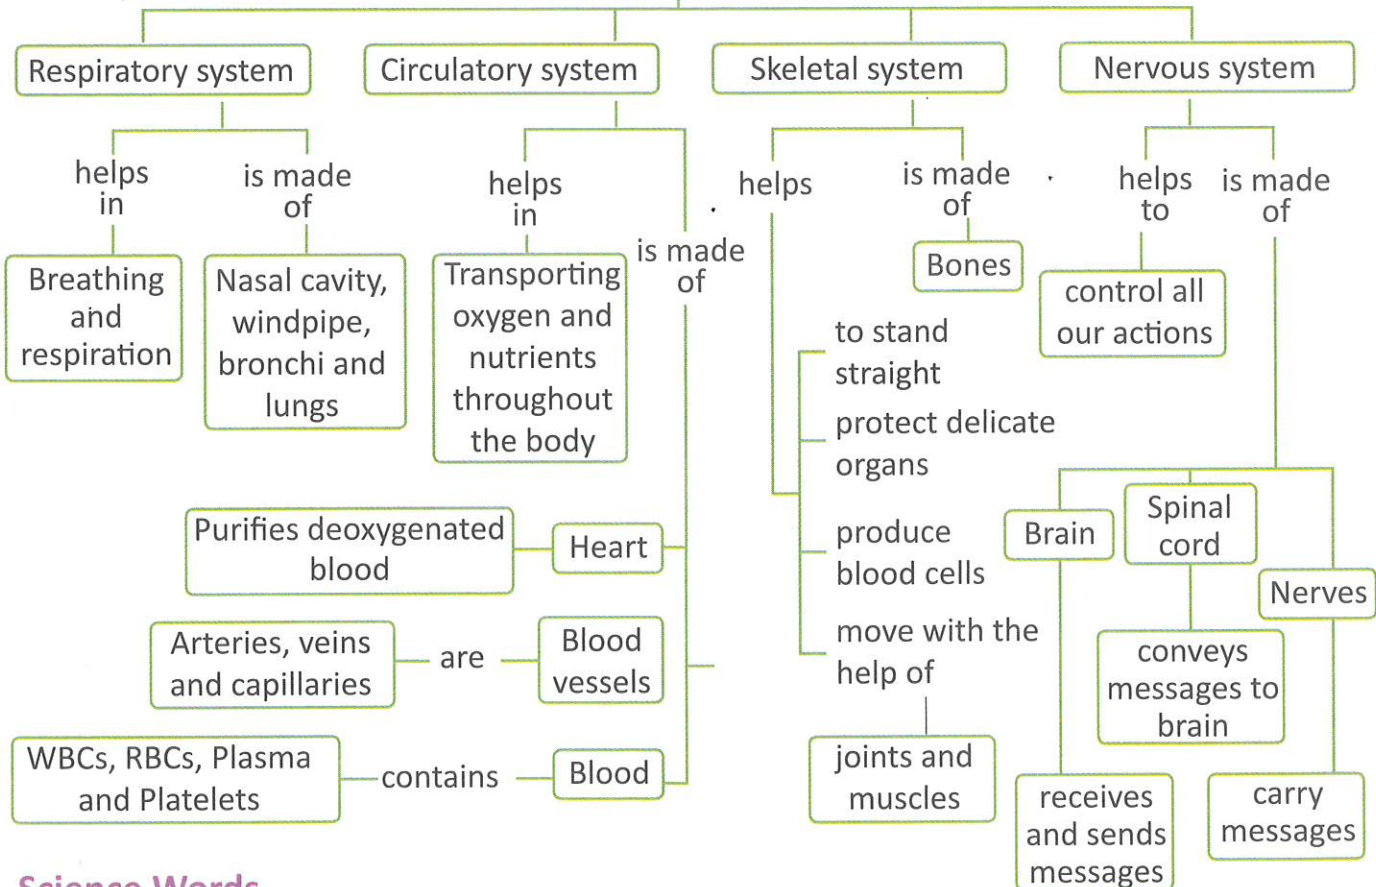 Respiratory system
Circulatory system
Skeletal system
Nervous system
helps
in
is made
of
Breathing
and
respiration
Nasal cavity,
windpipe,
bronchi and
lungs
helps
in
is made
of
Transporting
oxygen and
nutrients
throughout
the body
Purifies deoxygenated
blood
Heart
Arteries, veins
and capillaries
are
Blood
vessels
WBCs, RBCs, Plasma
and Platelets
contains
Blood
helps
is made
of
Bones
to stand
straight
protect delicate
organs
produce
blood cells
move with the
help of
joints and
muscles
helps
to
is made
of
control all
our actions
Brain
Spinal
cord
Nerves
conveys
messages to
brain
receives
and sends
messages
carry
messages
Science Words